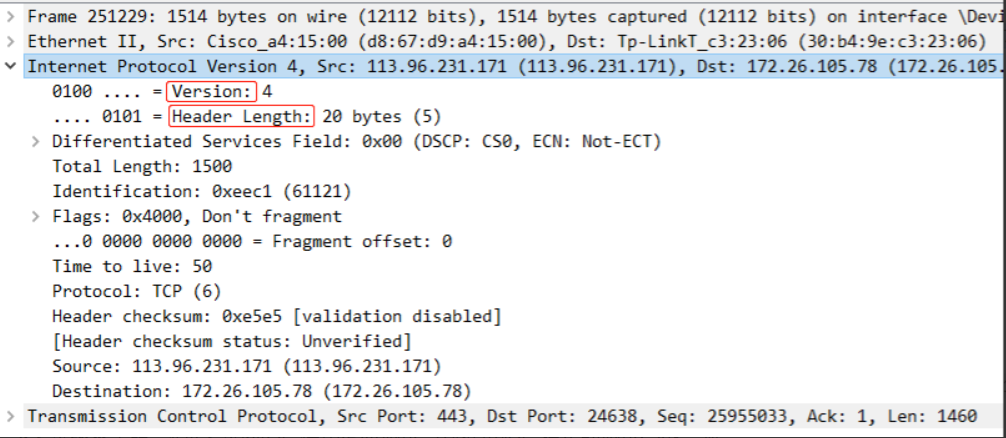 Frame 251229: 1514 bytes on wire (12112 bits), 1514 bytes captured (12112 bits) on interface \Devi
Ethernet II, Src: Cisco_a4:15:00 (d8:67:d9:a4:15:00), Dst: Tp-LinkT_c3:23:06 (30:b4:9e:c3:23:06)
Internet Protocol Version 4, Src: 113.96.231.171 (113.96.231.171), Dst: 172.26.105.78 (172.26.105.
0100 .... = Version: 4
.... 0101 = Header Length: 20 bytes (5)
Differentiated Services Field: 0x00 (DSCP: CS0, ECN: Not-ECT)
Total Length: 1500
Identification: 0xeec1 (61121)
Flags: 0x4000, Don't fragment
...0 0000 0000 0000 = Fragment offset: 0
Time to live: 50
Protocol: TCP (6)
Header checksum: 0xe5e5 [validation disabled]
[Header checksum status: Unverified]
Source: 113.96.231.171 (113.96.231.171)
Destination: 172.26.105.78 (172.26.105.78)
Transmission Control Protocol, Src Port: 443, Dst Port: 24638, Seq: 25955033, Ack: 1, Len: 1460